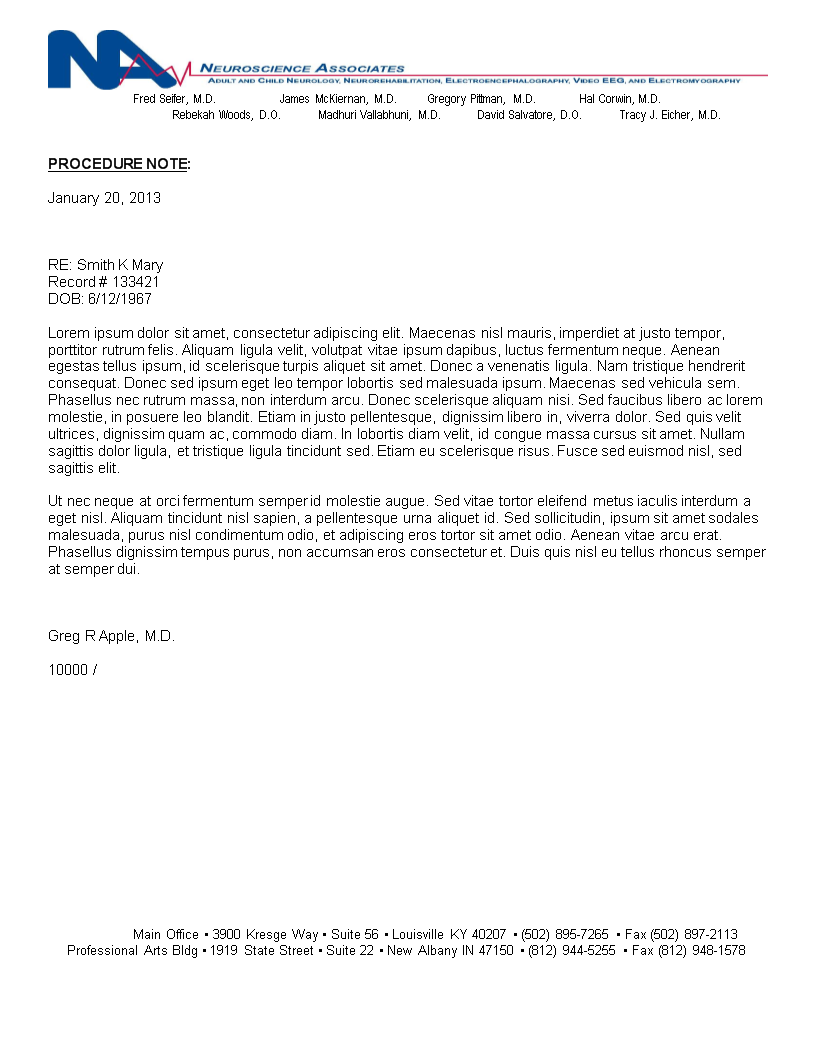 NA
Neuroscience Associates
Adult and Child Neurology, Neurorehabilitation, Electroencephalography, Video EEG, and Electromyography
Fred Seifer, M.D. James McKiernan, M.D. Gregory Pittman, M.D. Hal Corwin, M.D.
Rebekah Woods, D.O. Madhuri Vallabhuni, M.D. David Salvatore, D.O. Tracy J. Eicher, M.D.
PROCEDURE NOTE:
January 20, 2013
RE: Smith K Mary
Record # 133421
DOB: 6/12/1967
Lorem ipsum dolor sit amet, consectetur adipiscing elit. Maecenas nisl mauris, imperdiet at justo tempor,
porttitor rutrum felis. Aliquam ligula velit, volutpat vitae ipsum dapibus, luctus fermentum neque. Aenean
egestas tellus ipsum, id scelerisque turpis aliquet sit amet. Donec a venenatis ligula. Nam tristique hendrerit
consequat. Donec sed ipsum eget leo tempor lobortis sed malesuada ipsum. Maecenas sed vehicula sem.
Phasellus nec rutrum massa, non interdum arcu. Donec scelerisque aliquam nisi. Sed faucibus libero ac lorem
molestie, in posuere leo blandit. Etiam in justo pellentesque, dignissim libero in, viverra dolor. Sed quis velit
ultrices, dignissim quam ac, commodo diam. In lobortis diam velit, id congue massa cursus sit amet. Nullam
sagittis dolor ligula, et tristique ligula tincidunt sed. Etiam eu scelerisque risus. Fusce sed euismod nisl, sed
sagittis elit.
Ut nec neque at orci fermentum semper id molestie augue. Sed vitae tortor eleifend metus iaculis interdum a
eget nisl. Aliquam tincidunt nisl sapien, a pellentesque urna aliquet id. Sed sollicitudin, ipsum sit amet sodales
malesuada, purus nisl condimentum odio, et adipiscing eros tortor sit amet odio. Aenean vitae arcu erat.
Phasellus dignissim tempus purus, non accumsan eros consectetur et. Duis quis nisl eu tellus rhoncus semper
at semper dui.
Greg R Apple, M.D.
10000 /
Main Office ▪ 3900 Kresge Way ▪ Suite 56 ▪ Louisville KY 40207 ▪ (502) 895-7265 ▪ Fax (502) 897-2113
Professional Arts Bldg ▪ 1919 State Street ▪ Suite 22 ▪ New Albany IN 47150 ▪ (812) 944-5255 ▪ Fax (812) 948-1578